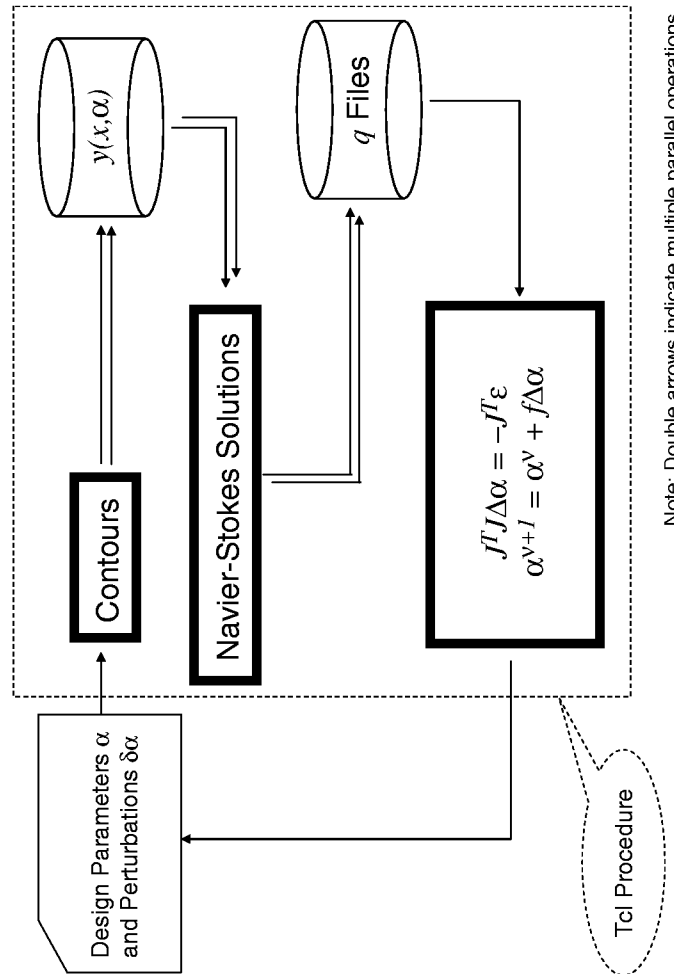 Design Parameters α
and Perturbations δα
Contours
y(x,α)
Navier-Stokes Solutions
q Files
JᵀJΔα = −Jᵀε
αᵛ⁺¹ = αᵛ + fΔα
Tcl Procedure
Note: Double arrows indicate multiple parallel operations